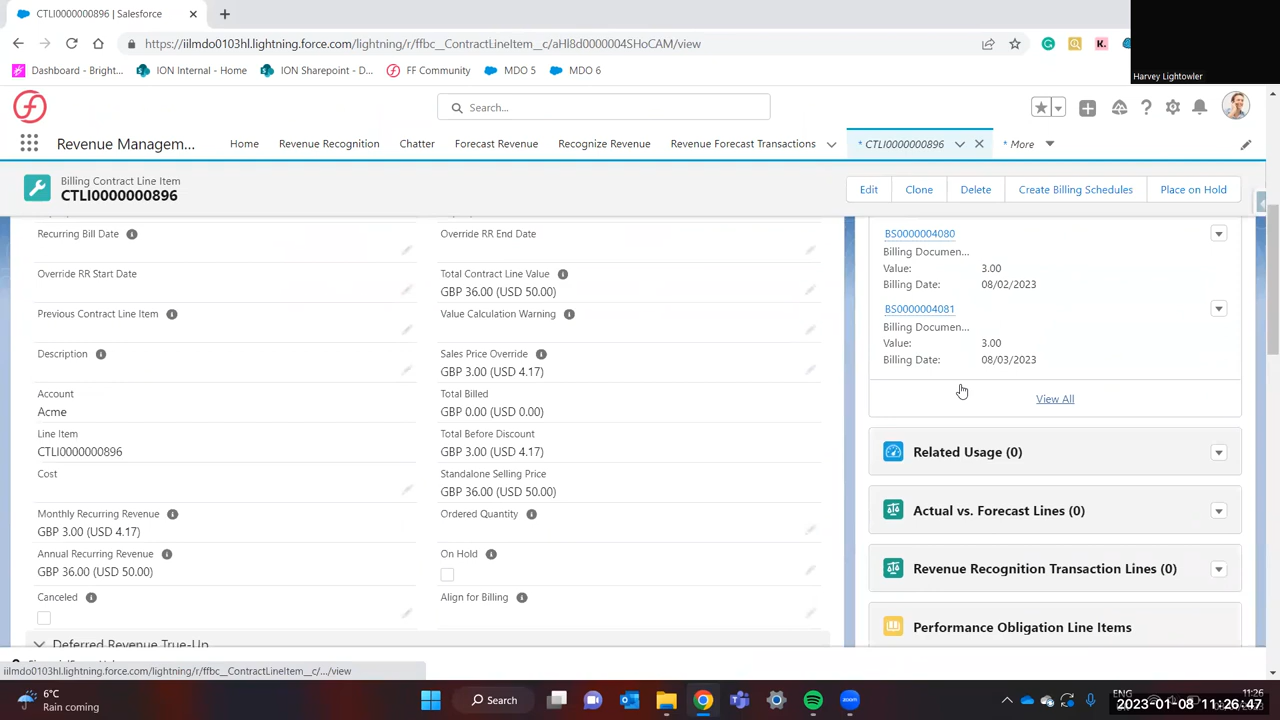 CTLI0000000896 | Salesforce
https://iilmdo0103hl.lightning.force.com/lightning/r/ffbc__ContractLineItem__c/aHl8d0000004SHoCAM/view
Harvey Lightowler
Dashboard - Bright...
ION Internal - Home
ION Sharepoint - D...
FF Community
MDO 5
MDO 6
Search...
Revenue Managem...
Home
Revenue Recognition
Chatter
Forecast Revenue
Recognize Revenue
Revenue Forecast Transactions
* CTLI0000000896
* More
Billing Contract Line Item
CTLI0000000896
Edit
Clone
Delete
Create Billing Schedules
Place on Hold
Recurring Bill Date
Override RR End Date
Override RR Start Date
Total Contract Line Value
GBP 36.00 (USD 50.00)
Previous Contract Line Item
Value Calculation Warning
Description
Sales Price Override
GBP 3.00 (USD 4.17)
Account
Acme
Total Billed
GBP 0.00 (USD 0.00)
Line Item
CTLI0000000896
Total Before Discount
GBP 3.00 (USD 4.17)
Cost
Standalone Selling Price
GBP 36.00 (USD 50.00)
Monthly Recurring Revenue
GBP 3.00 (USD 4.17)
Ordered Quantity
Annual Recurring Revenue
GBP 36.00 (USD 50.00)
On Hold
Canceled
Align for Billing
Deferred Revenue True-Up
BS0000004080
Billing Documen...
Value: 3.00
Billing Date: 08/02/2023
BS0000004081
Billing Documen...
Value: 3.00
Billing Date: 08/03/2023
View All
Related Usage (0)
Actual vs. Forecast Lines (0)
Revenue Recognition Transaction Lines (0)
Performance Obligation Line Items
iilmdo0103hl.lightning.force.com/lightning/r/ffbc__ContractLineItem__c/.../view
6°C
Rain coming
Search
ENG
11:26
2023-01-08 11:26:47